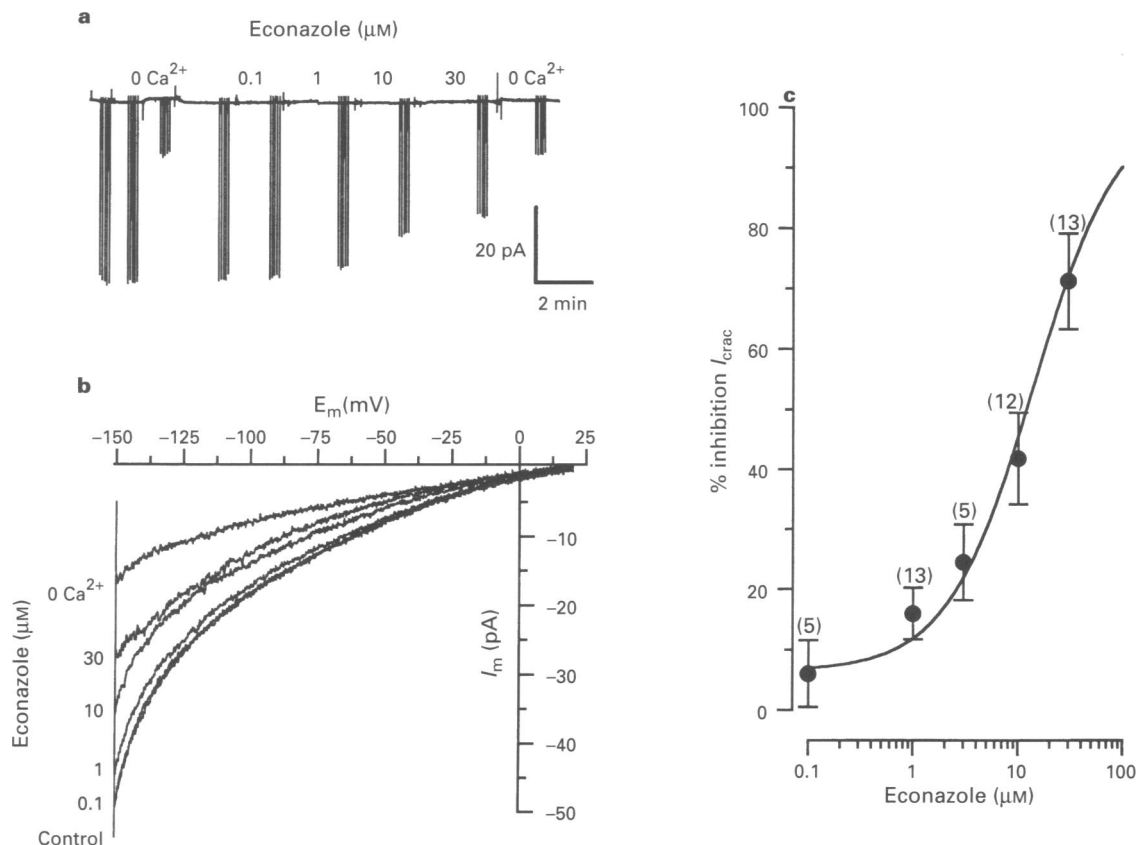 a
Econazole (µM)
0 Ca²⁺ 0.1 1 10 30 0 Ca²⁺
20 pA
2 min
b
Eₘ(mV)
−150 −125 −100 −75 −50 −25 0 25
−10
−20
−30
−40
−50
Iₘ (pA)
Econazole (µM)
0 Ca²⁺
30
10
1
0.1
Control
c
100
80
60
40
20
0
% inhibition I꜀ᵣₐ꜀
(5)
(13)
(5)
(12)
(13)
0.1 1 10 100
Econazole (µM)